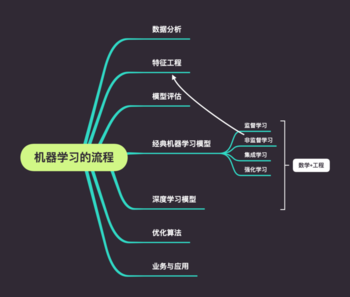 数据分析
特征工程
模型评估
机器学习的流程
经典机器学习模型
监督学习
非监督学习
集成学习
强化学习
数学+工程
深度学习模型
优化算法
业务与应用